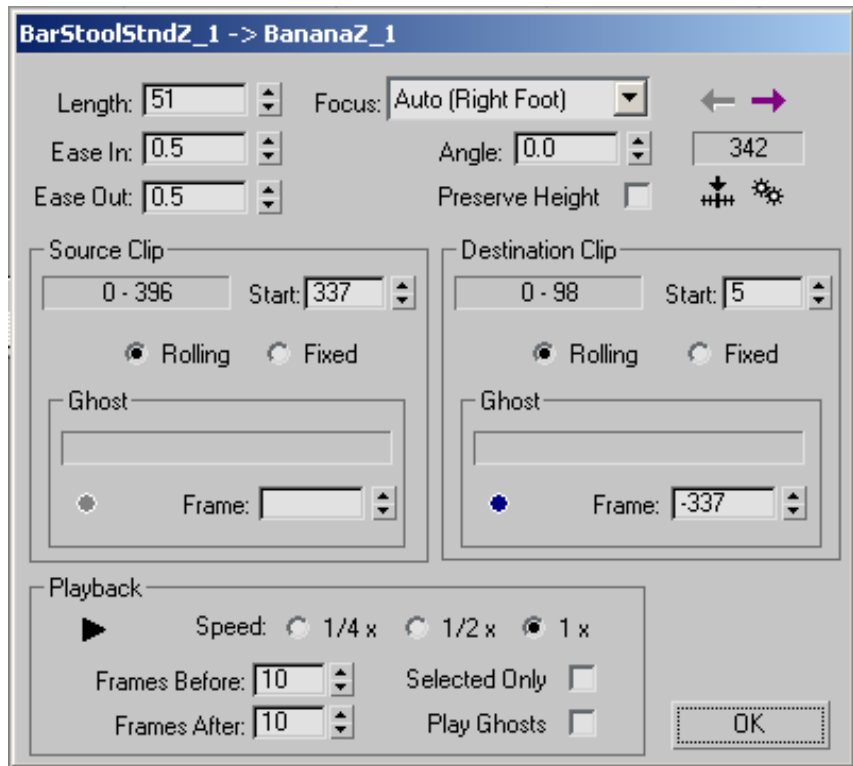 BarStoolStndZ_1 -> BananaZ_1
Length: 51 Focus: Auto (Right Foot)
Ease In: 0.5 Angle: 0.0 342
Ease Out: 0.5 Preserve Height
Source Clip
0 - 396 Start: 337
Rolling Fixed
Ghost
Frame:
Destination Clip
0 - 98 Start: 5
Rolling Fixed
Ghost
Frame: -337
Playback
Speed: 1/4 x 1/2 x 1 x
Frames Before: 10 Selected Only
Frames After: 10 Play Ghosts
OK